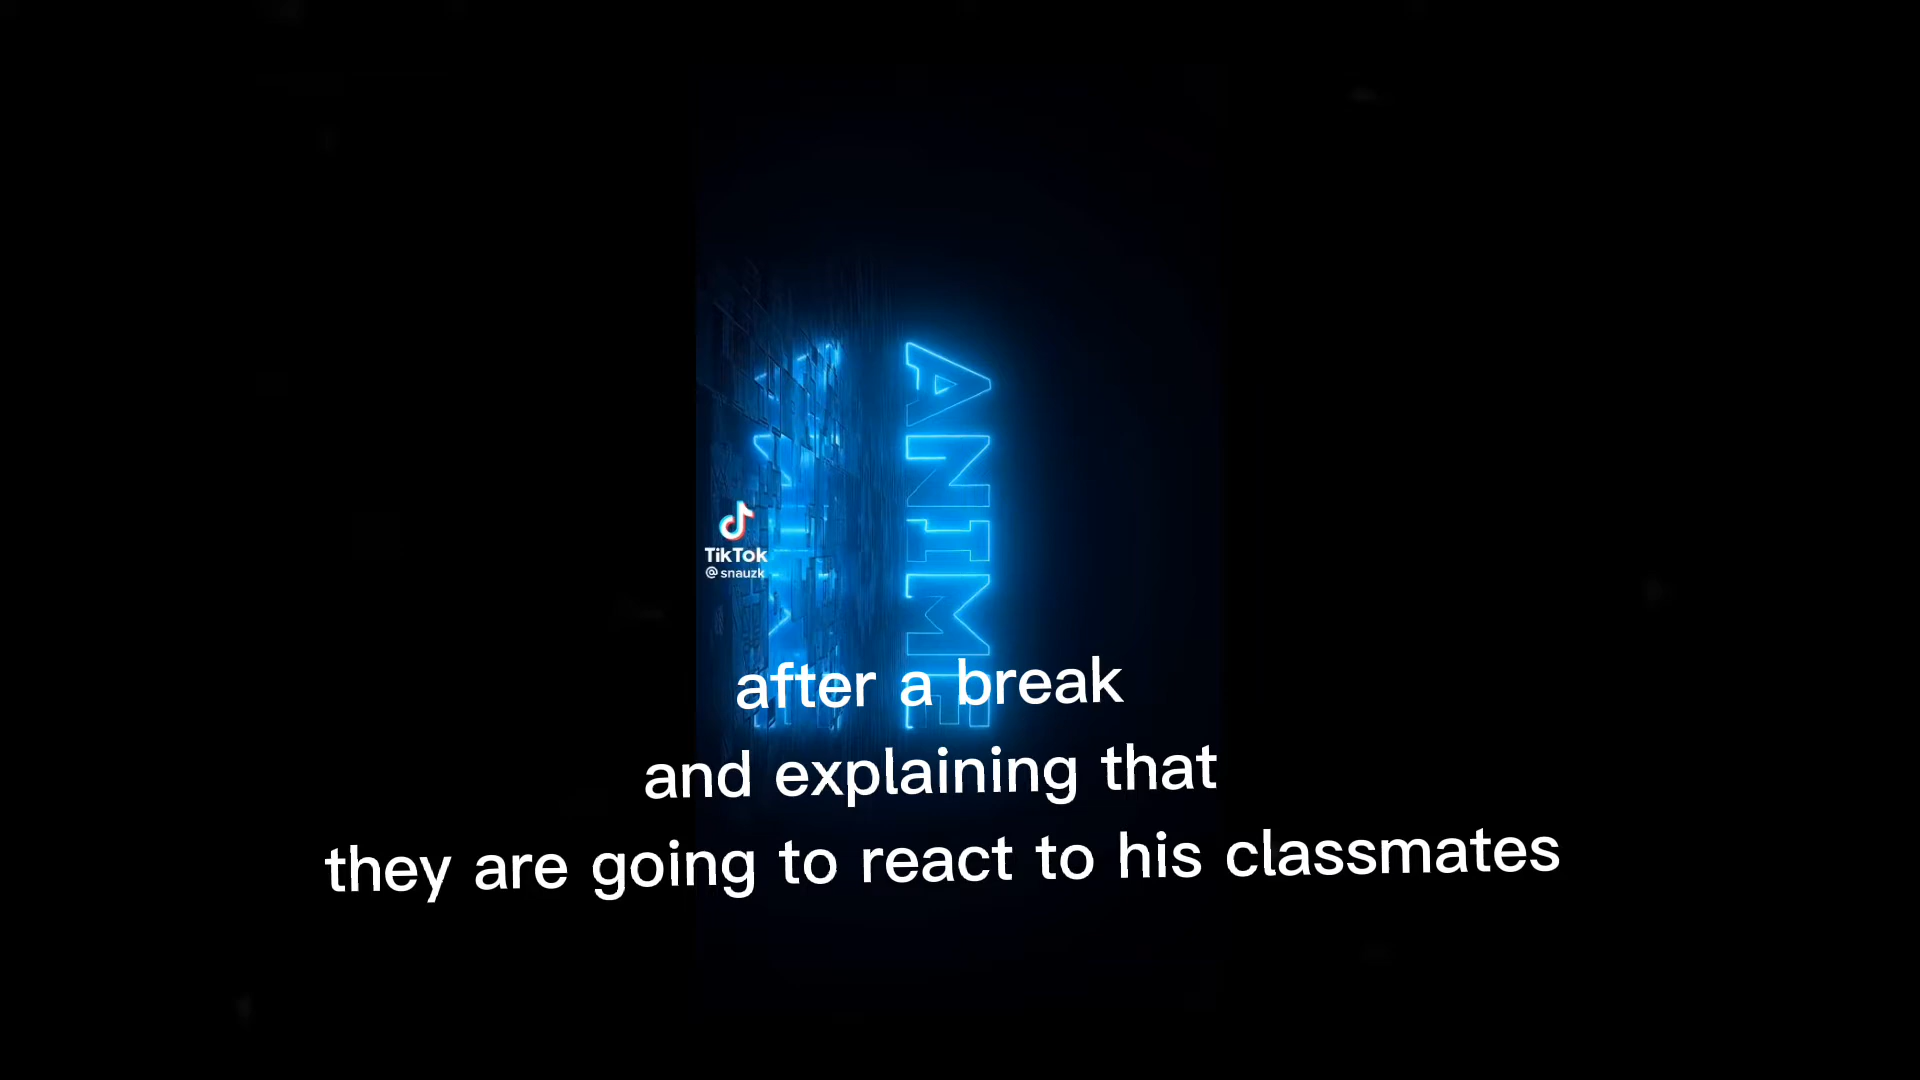 ANIME
TikTok
@snauzk
after a break
and explaining that
they are going to react to his classmates